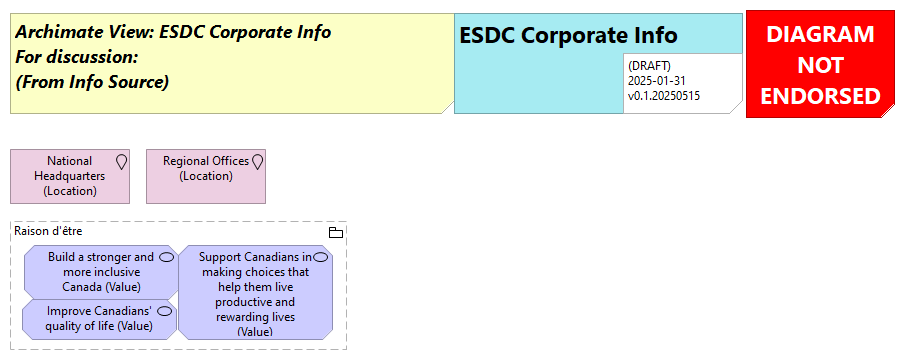 Archimate View: ESDC Corporate Info
For discussion:
(From Info Source)
ESDC Corporate Info
(DRAFT)
2025-01-31
v0.1.20250515
DIAGRAM
NOT
ENDORSED
National
Headquarters
(Location)
Regional Offices
(Location)
Raison d'être
Build a stronger and
more inclusive
Canada (Value)
Improve Canadians'
quality of life (Value)
Support Canadians in
making choices that
help them live
productive and
rewarding lives
(Value)